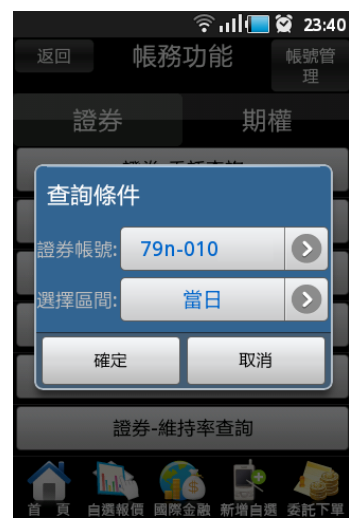 23:40
返回
帳務功能
帳號管
理
證券
期權
查詢條件
證券帳號:
79n-010
選擇區間:
當日
確定
取消
證券-維持率查詢
首 頁
自選報價
國際金融
新增自選
委託下單